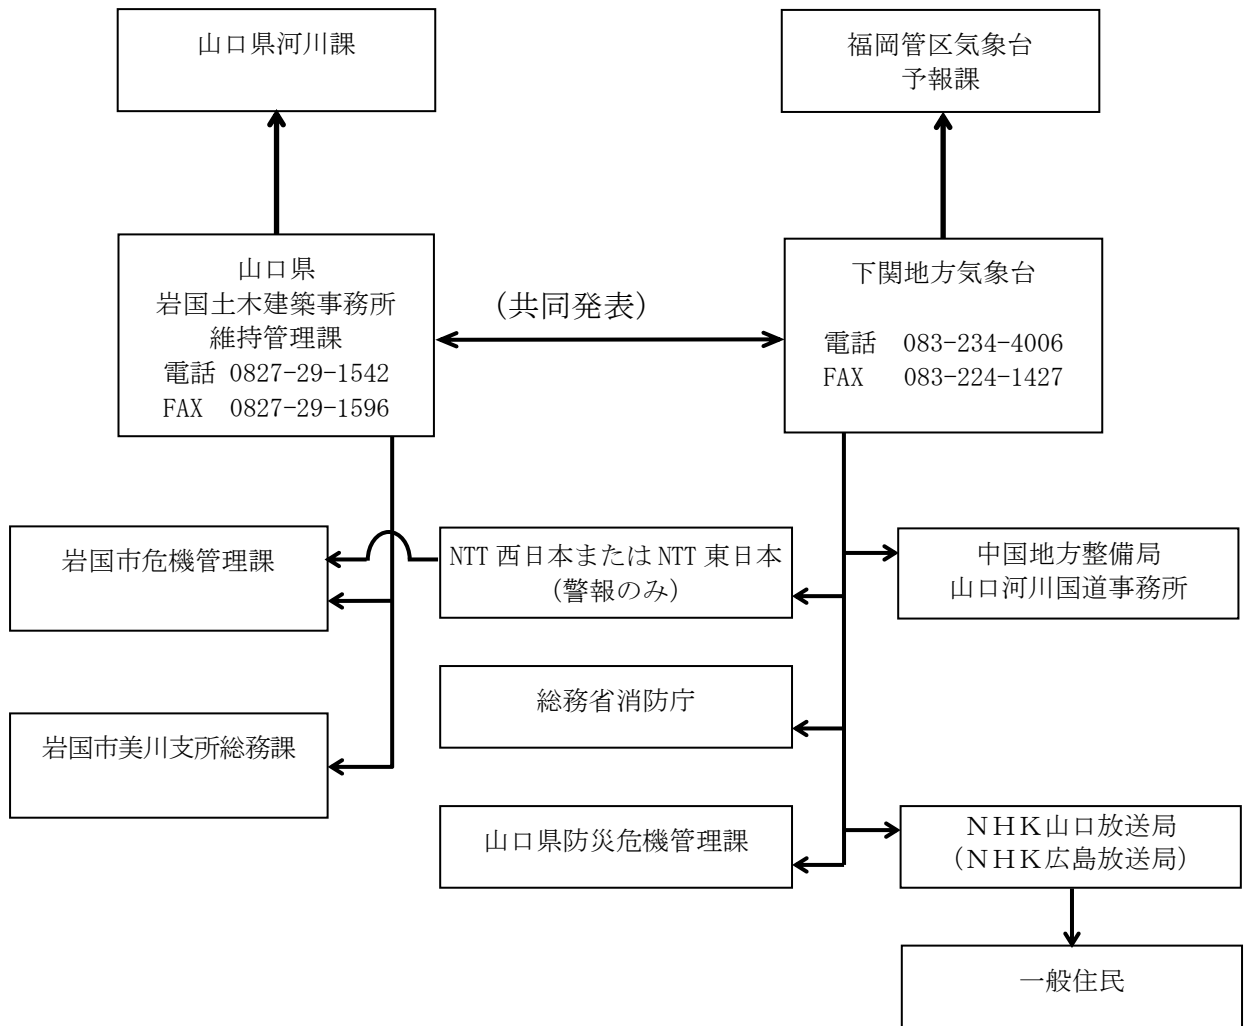 山口県河川課
福岡管区気象台
予報課
山口県
岩国土木建築事務所
維持管理課
電話 0827-29-1542
FAX 0827-29-1596
（共同発表）
下関地方気象台
電話 083-234-4006
FAX 083-224-1427
岩国市危機管理課
NTT 西日本または NTT 東日本
（警報のみ）
中国地方整備局
山口河川国道事務所
総務省消防庁
岩国市美川支所総務課
山口県防災危機管理課
ＮＨＫ山口放送局
（ＮＨＫ広島放送局）
一般住民